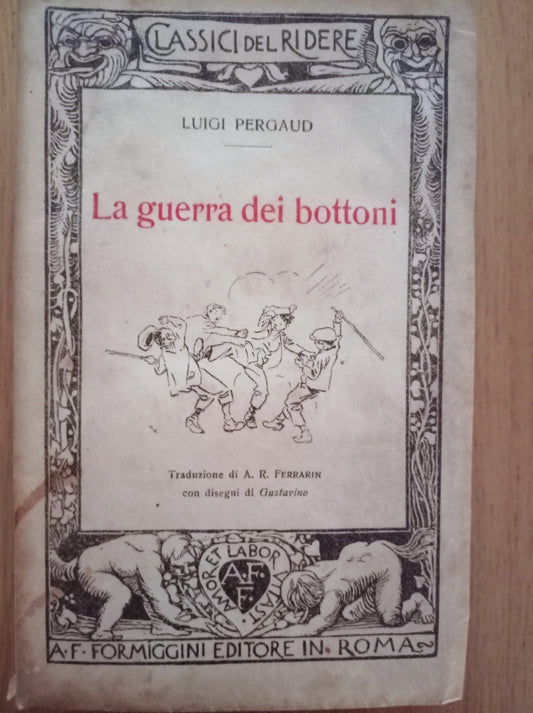 CLASSICI DEL RIDERE
LUIGI PERGAUD
La guerra dei bottoni
Traduzione di A. R. FERRARIN
con disegni di Gustavino
AMOR ET LABOR VITAST
A.F.
F.
A. F. FORMIGGINI EDITORE IN ROMA